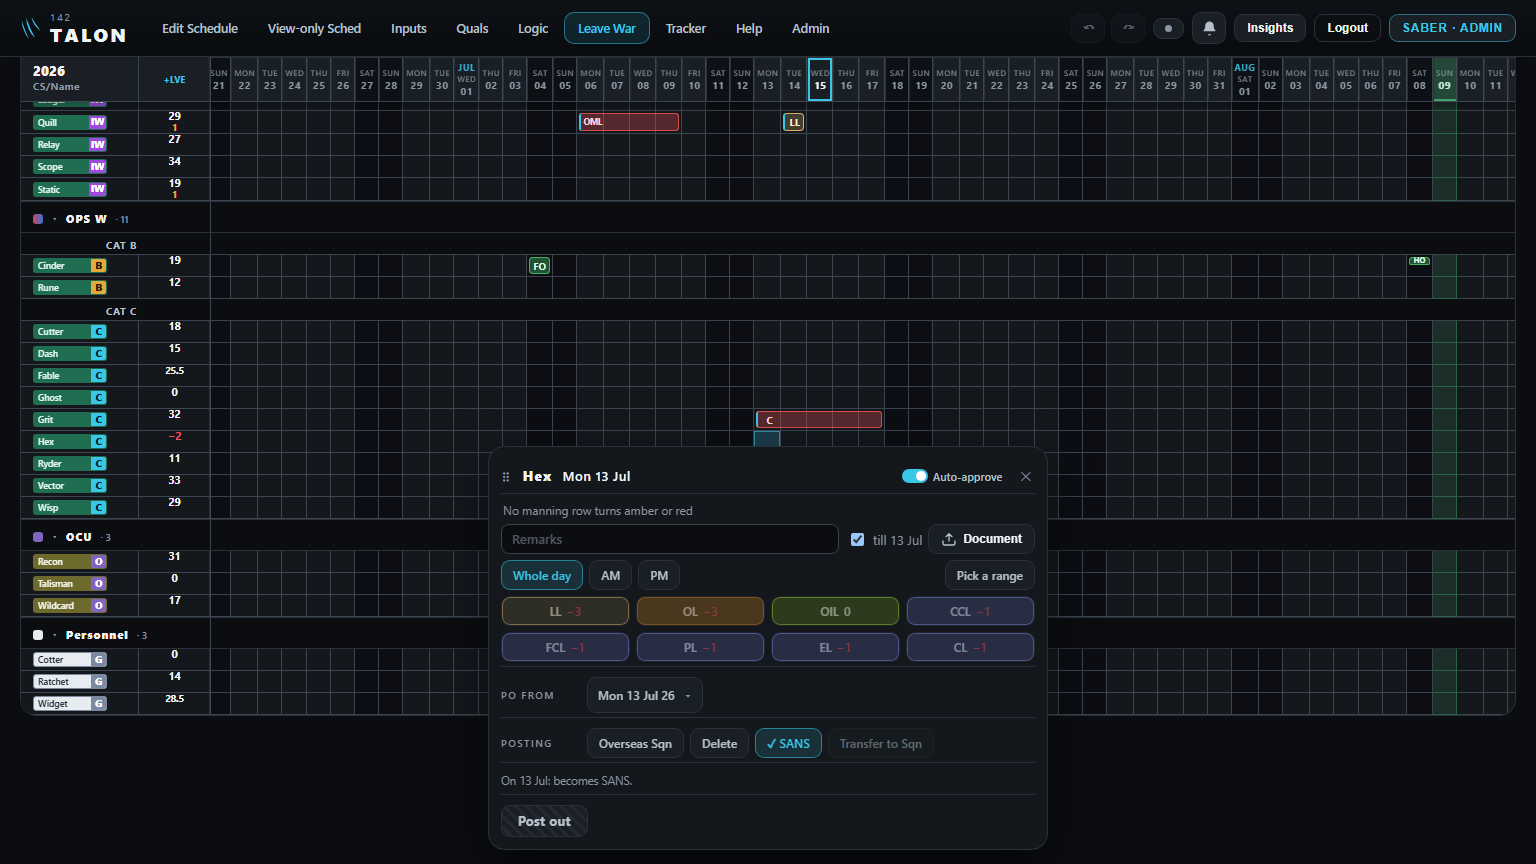 142
TALON
Edit Schedule
View-only Sched
Inputs
Quals
Logic
Leave War
Tracker
Help
Admin
Insights
Logout
SABER · ADMIN
2026
CS/Name
+LVE
SUN 21
MON 22
TUE 23
WED 24
THU 25
FRI 26
SAT 27
SUN 28
MON 29
TUE 30
JUL WED 01
THU 02
FRI 03
SAT 04
SUN 05
MON 06
TUE 07
WED 08
THU 09
FRI 10
SAT 11
SUN 12
MON 13
TUE 14
WED 15
THU 16
FRI 17
SAT 18
SUN 19
MON 20
TUE 21
WED 22
THU 23
FRI 24
SAT 25
SUN 26
MON 27
TUE 28
WED 29
THU 30
FRI 31
AUG SAT 01
SUN 02
MON 03
TUE 04
WED 05
THU 06
FRI 07
SAT 08
SUN 09
MON 10
TUE 11
Quill IW 29 1 OML LL
Relay IW 27
Scope IW 34
Static IW 19 1
OPS W · 11
CAT B
Cinder B 19 FO HO
Rune B 12
CAT C
Cutter C 18
Dash C 15
Fable C 25.5
Ghost C 0
Grit C 32 C
Hex C −2
Ryder C 11
Vector C 33
Wisp C 29
OCU · 3
Recon O 31
Talisman O 0
Wildcard O 17
Personnel · 3
Cotter G 0
Ratchet G 14
Widget G 28.5
Hex Mon 13 Jul
Auto-approve
No manning row turns amber or red
Remarks
till 13 Jul
Document
Whole day
AM
PM
Pick a range
LL −3
OL −3
OIL 0
CCL −1
FCL −1
PL −1
EL −1
CL −1
PO FROM
Mon 13 Jul 26
POSTING
Overseas Sqn
Delete
✓ SANS
Transfer to Sqn
On 13 Jul: becomes SANS.
Post out